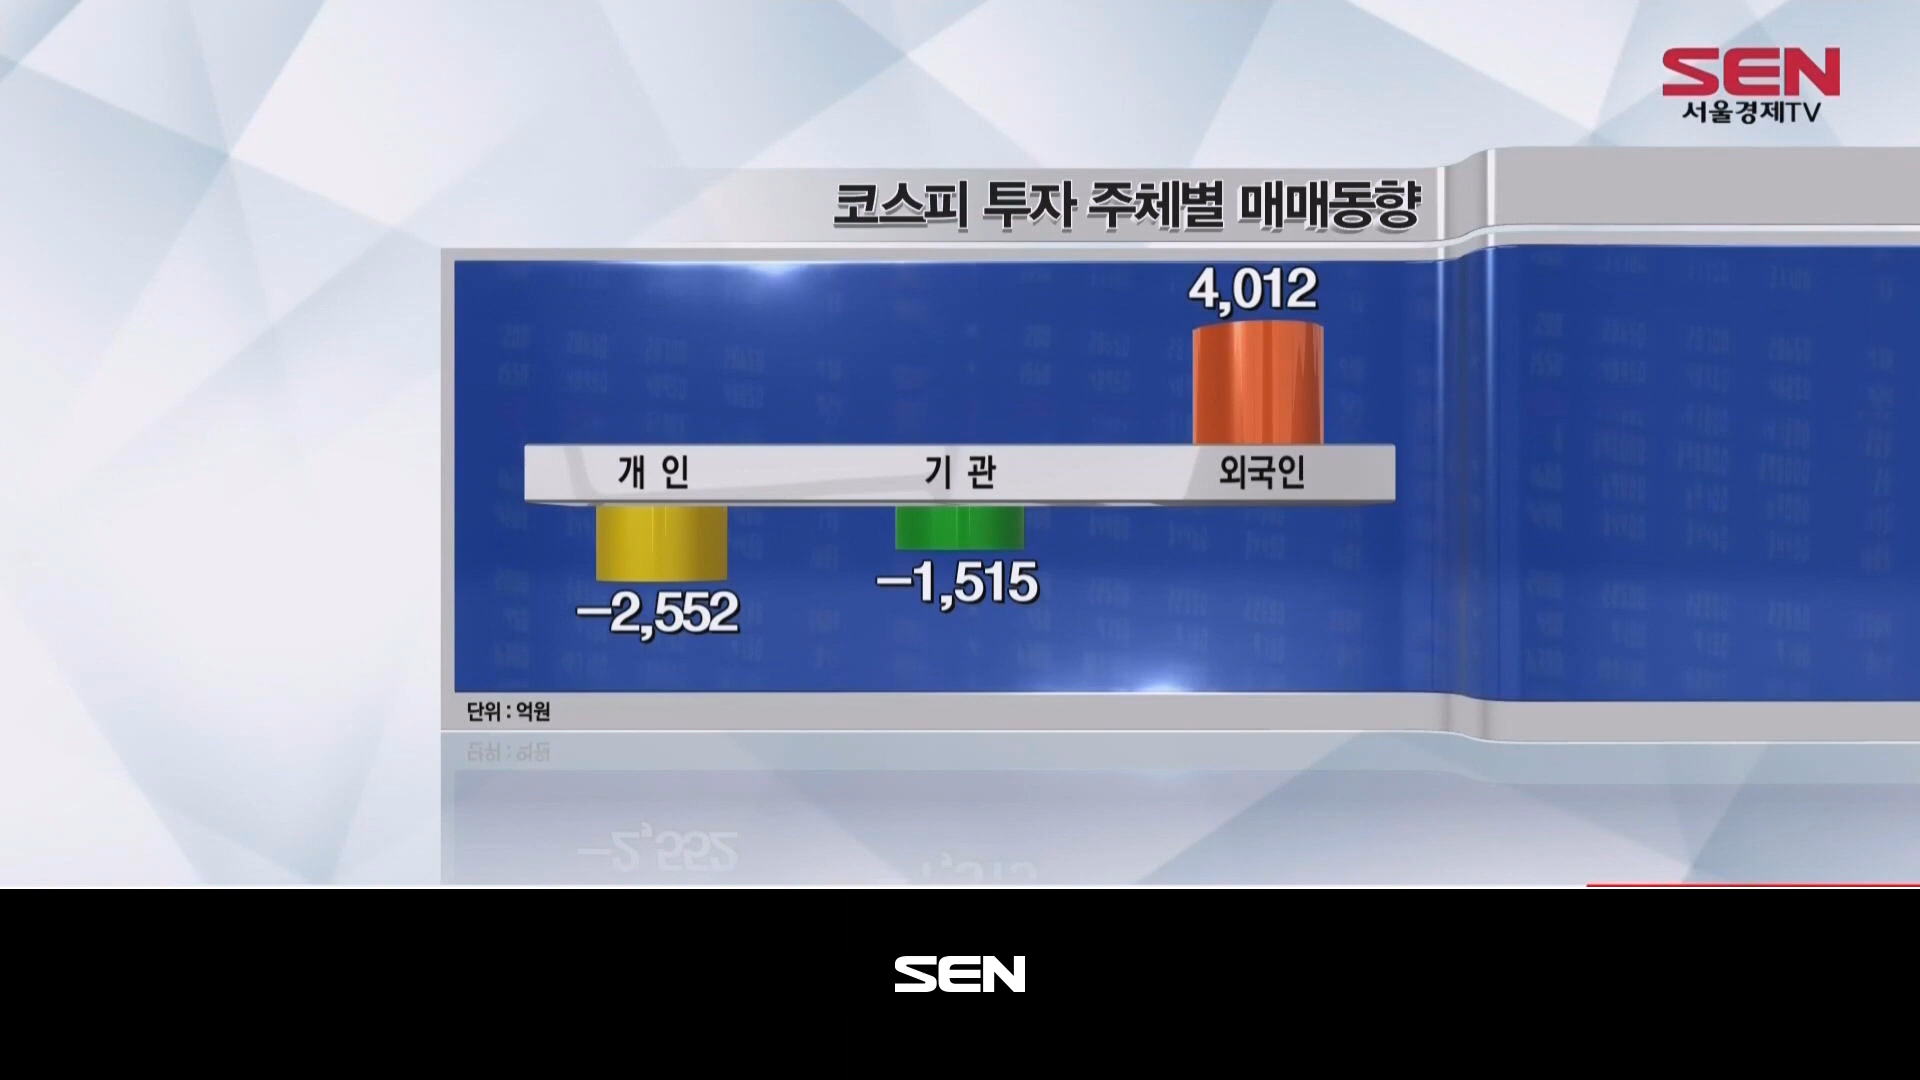 SEN
서울경제TV
코스피 투자 주체별 매매동향
4,012
개 인 기 관 외국인
-1,515
-2,552
단위 : 억원
SEN